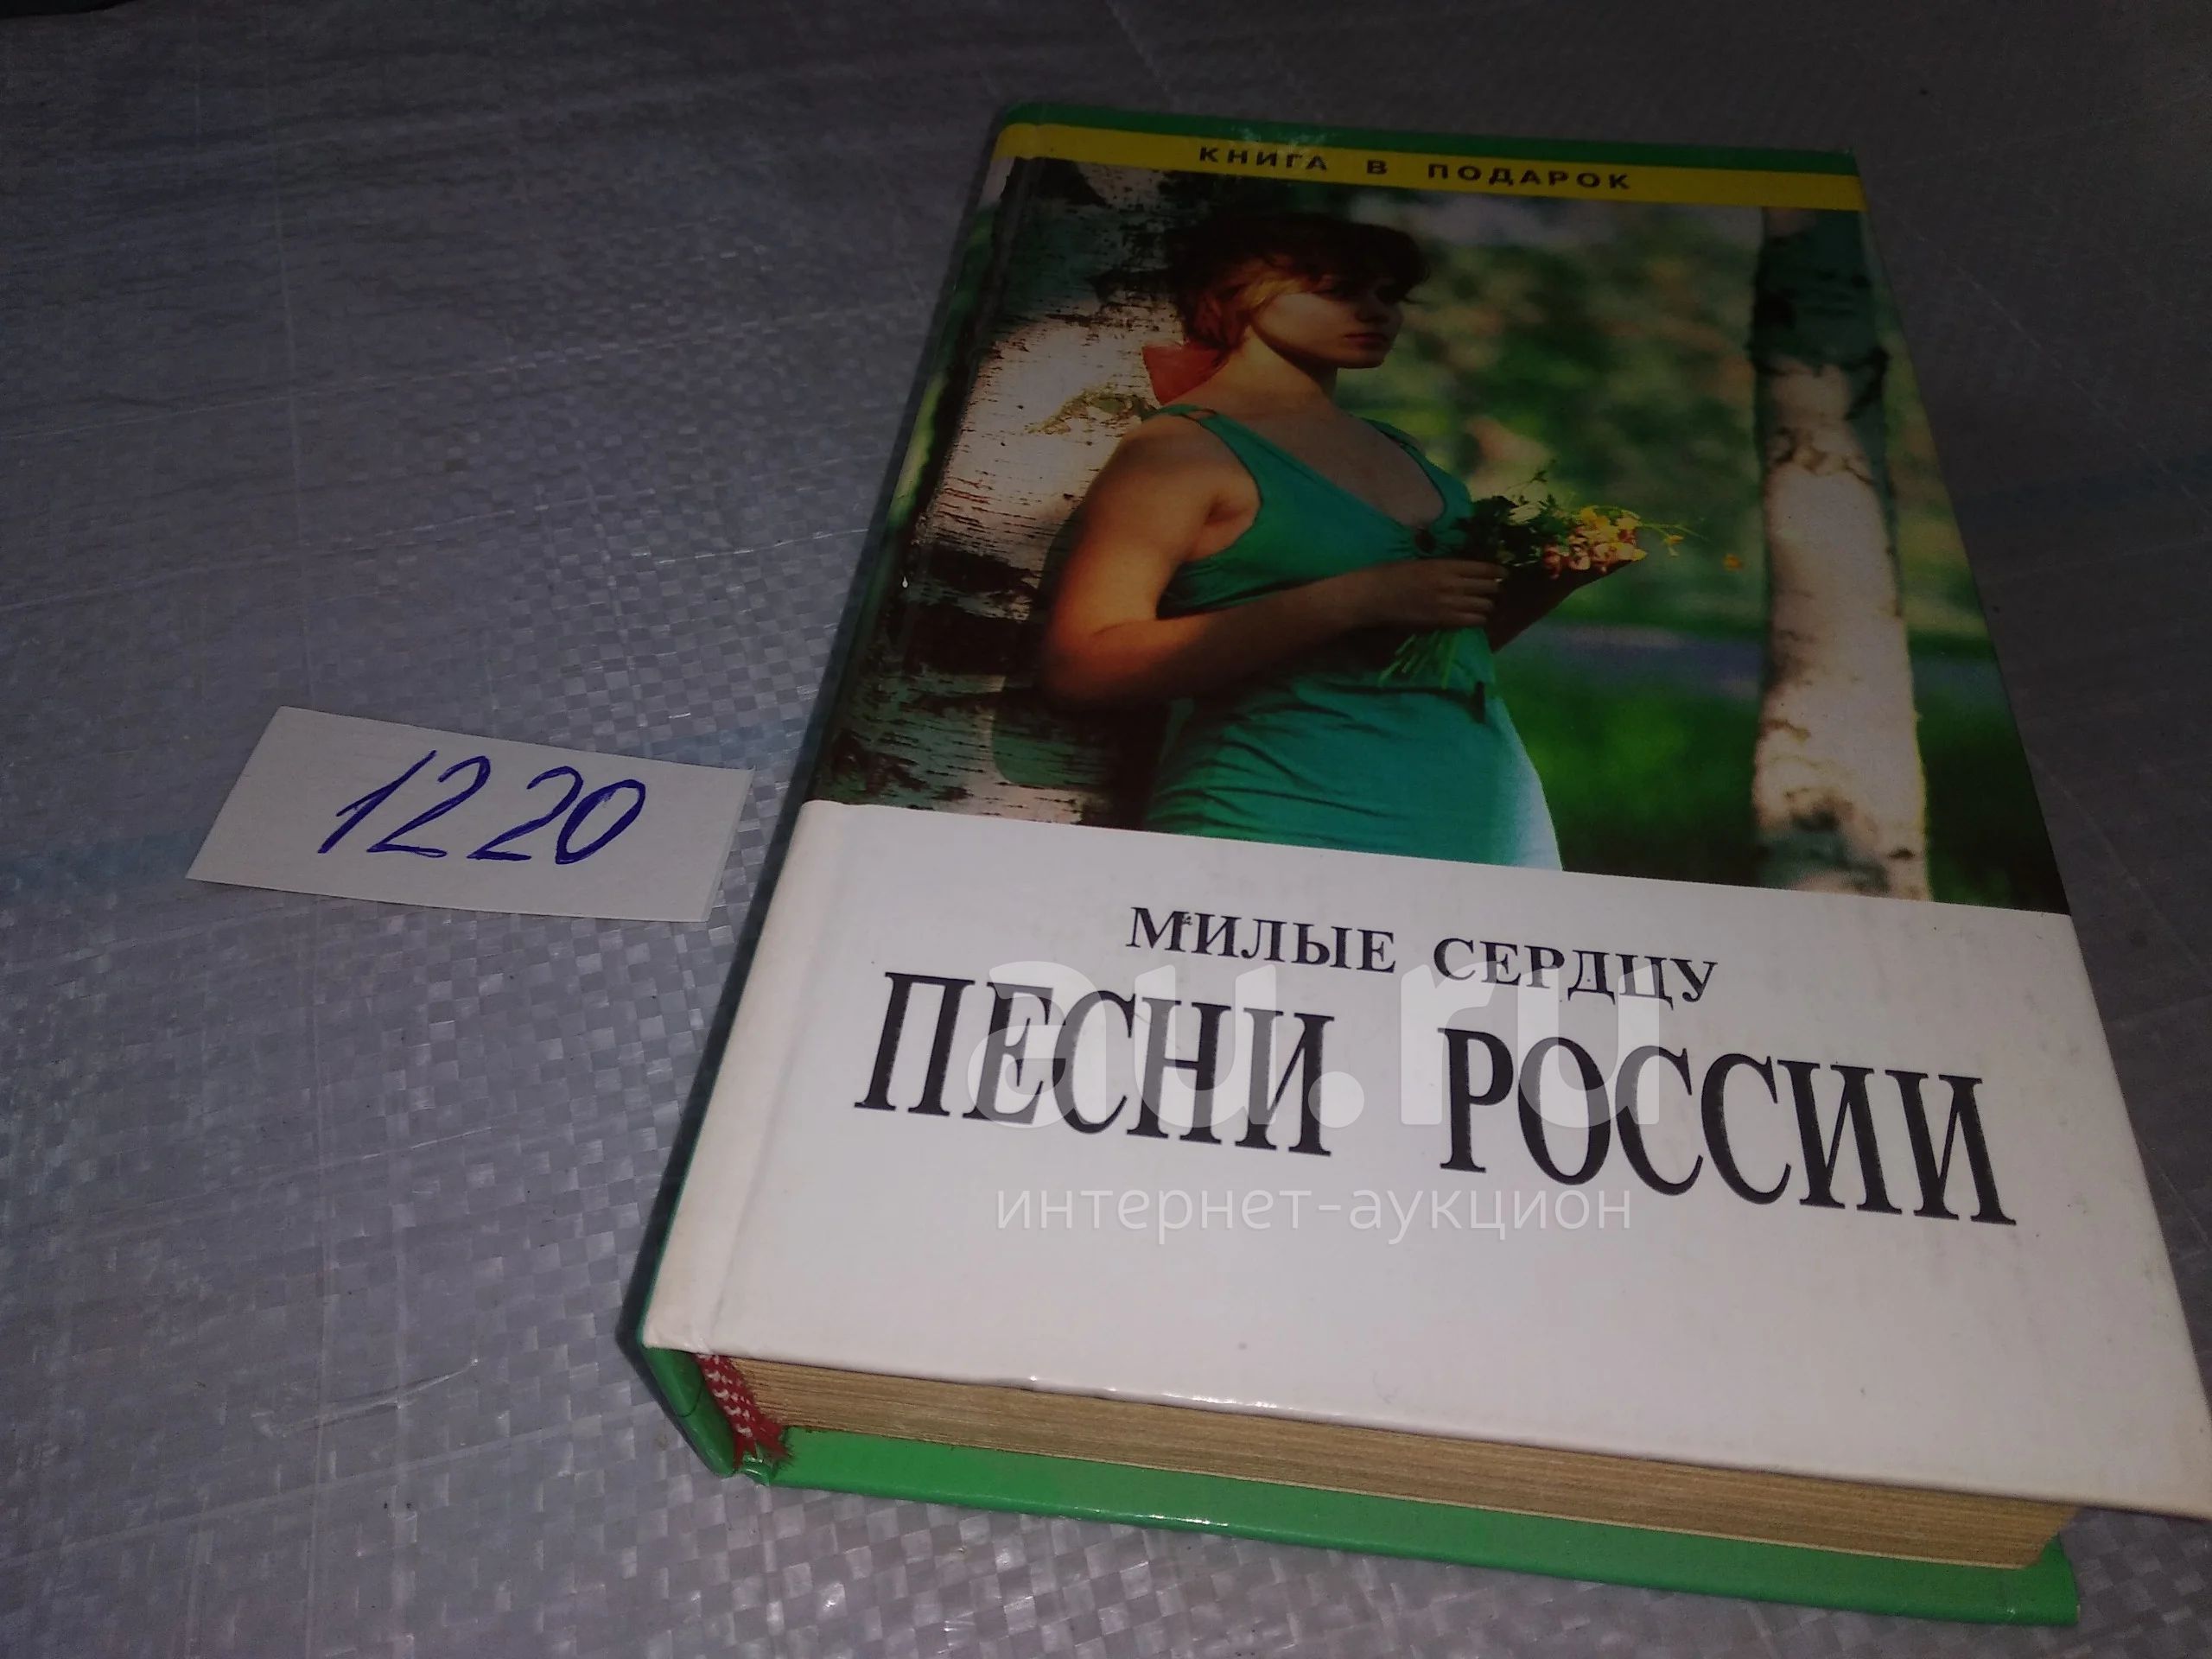 КНИГА В ПОДАРОК
1220
МИЛЫЕ СЕРДЦУ
ПЕСНИ РОССИИ
au.ru
интернет-аукцион